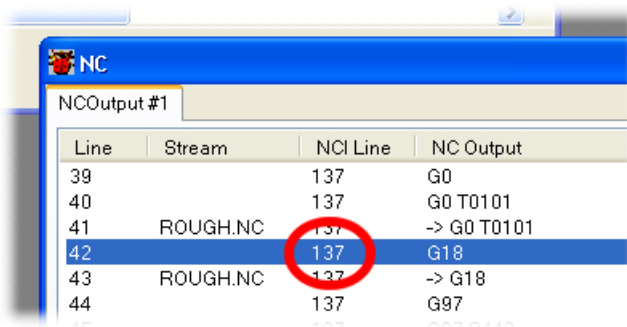 NC
NCOutput #1
Line Stream NCI Line NC Output
39 137 G0
40 137 G0 T0101
41 ROUGH.NC 137 -> G0 T0101
42 137 G18
43 ROUGH.NC 137 -> G18
44 137 G97